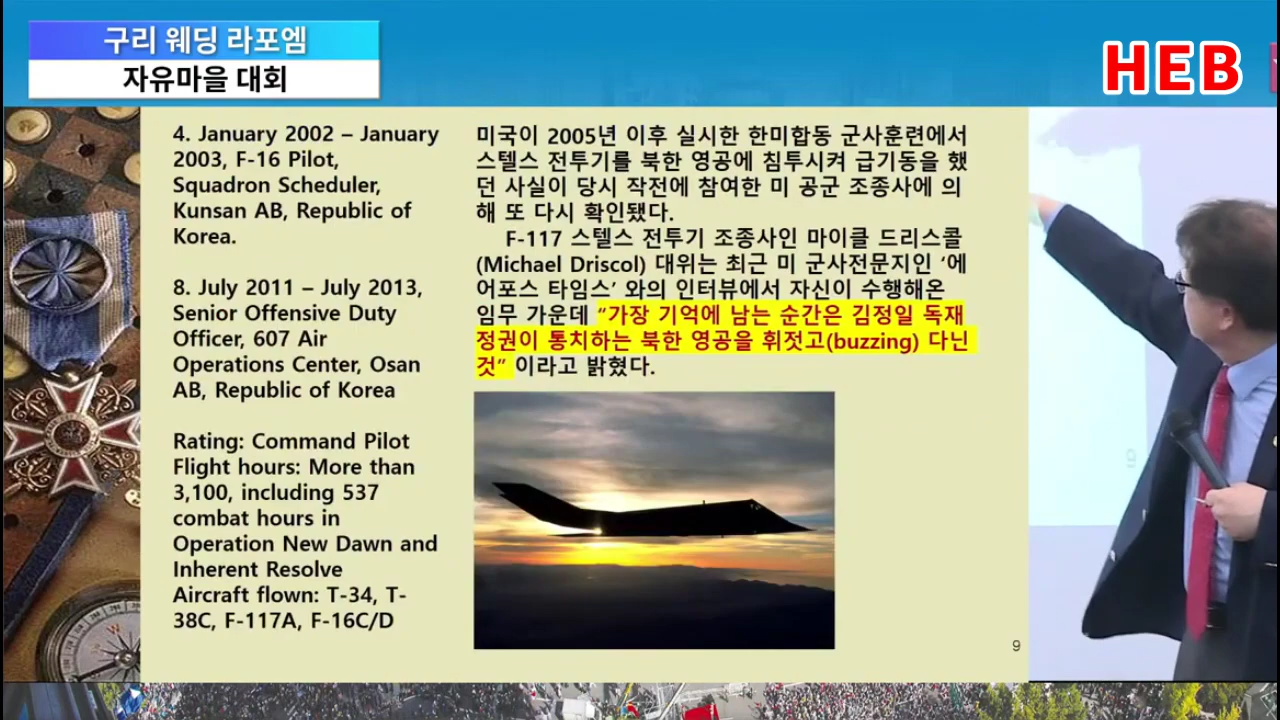 구리 웨딩 라포엠
자유마을 대회
HEB
4. January 2002 – January
2003, F-16 Pilot,
Squadron Scheduler,
Kunsan AB, Republic of
Korea.
8. July 2011 – July 2013,
Senior Offensive Duty
Officer, 607 Air
Operations Center, Osan
AB, Republic of Korea
Rating: Command Pilot
Flight hours: More than
3,100, including 537
combat hours in
Operation New Dawn and
Inherent Resolve
Aircraft flown: T-34, T-
38C, F-117A, F-16C/D
미국이 2005년 이후 실시한 한미합동 군사훈련에서
스텔스 전투기를 북한 영공에 침투시켜 급기동을 했
던 사실이 당시 작전에 참여한 미 공군 조종사에 의
해 또 다시 확인됐다.
F-117 스텔스 전투기 조종사인 마이클 드리스콜
(Michael Driscol) 대위는 최근 미 군사전문지인 ‘에
어포스 타임스’ 와의 인터뷰에서 자신이 수행해온
임무 가운데 “가장 기억에 남는 순간은 김정일 독재
정권이 통치하는 북한 영공을 휘젓고(buzzing) 다닌
것” 이라고 밝혔다.
9